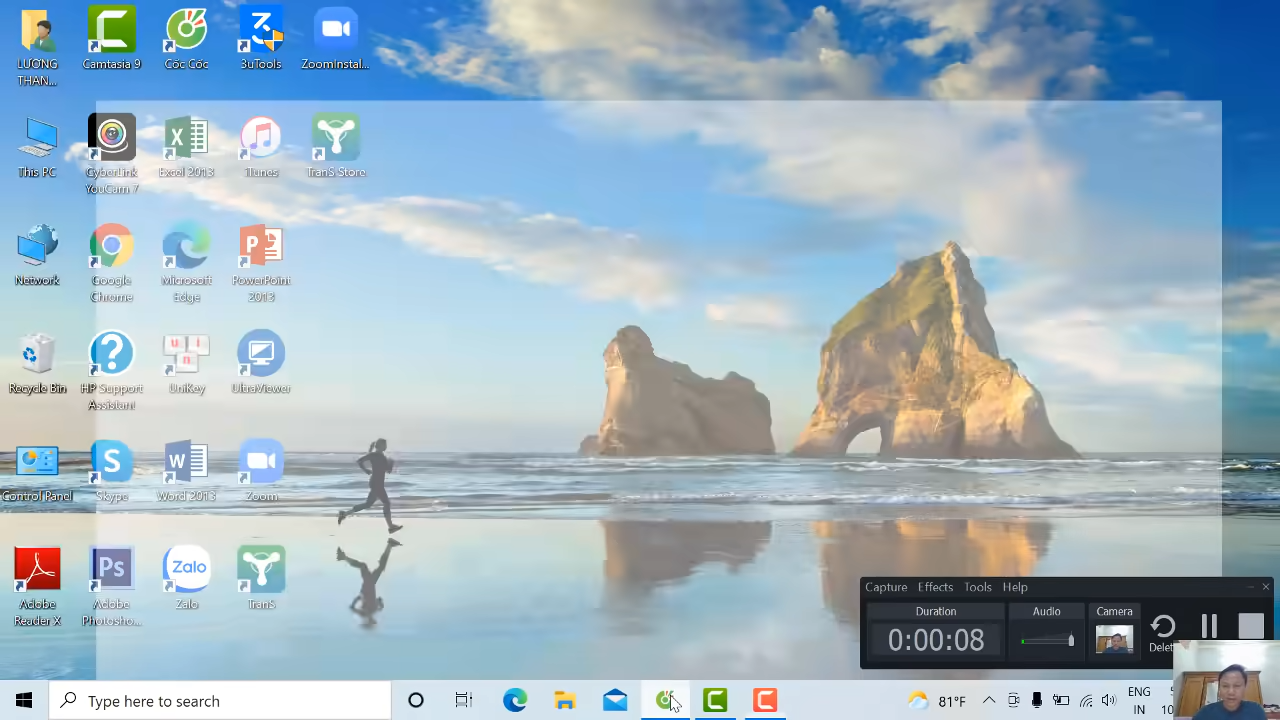 LƯƠNG
THAN...
Camtasia 9
Cốc Cốc
3uTools
ZoomInstal...
This PC
CyberLink
YouCam 7
Excel 2013
iTunes
TranS Store
Network
Google
Chrome
Microsoft
Edge
PowerPoint
2013
Recycle Bin
HP Support
Assistant
UniKey
UltraViewer
Control Panel
Skype
Word 2013
Zoom
Adobe
Reader X
Adobe
Photosho...
Zalo
Zalo
TranS
Capture Effects Tools Help
Duration
Audio
Camera
0:00:08
Delet
Type here to search
81°F
ENG
IN